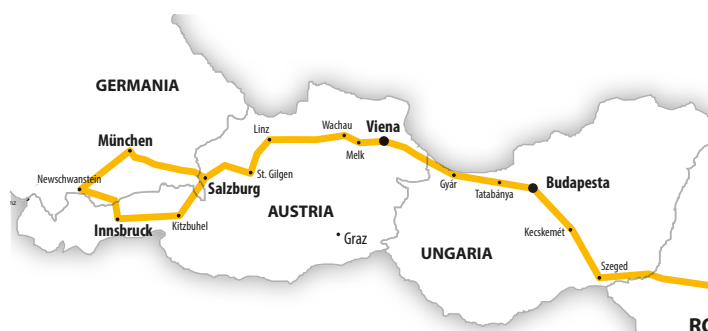 GERMANIA
München
Newschwanstein
Innsbruck
Kitzbuhel
Salzburg
St. Gilgen
Linz
Wachau
Melk
Viena
AUSTRIA
Graz
Gyár
Tatabánya
Budapesta
UNGARIA
Kecskemét
Szeged